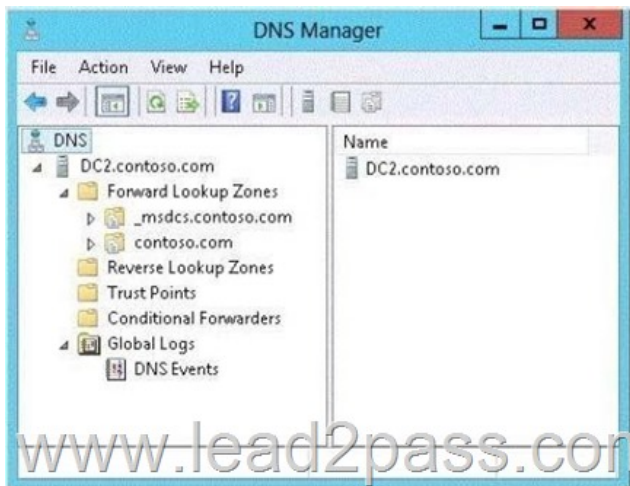 DNS Manager
File Action View Help
DNS
DC2.contoso.com
Forward Lookup Zones
_msdcs.contoso.com
contoso.com
Reverse Lookup Zones
Trust Points
Conditional Forwarders
Global Logs
DNS Events
Name
DC2.contoso.com
www.lead2pass.com